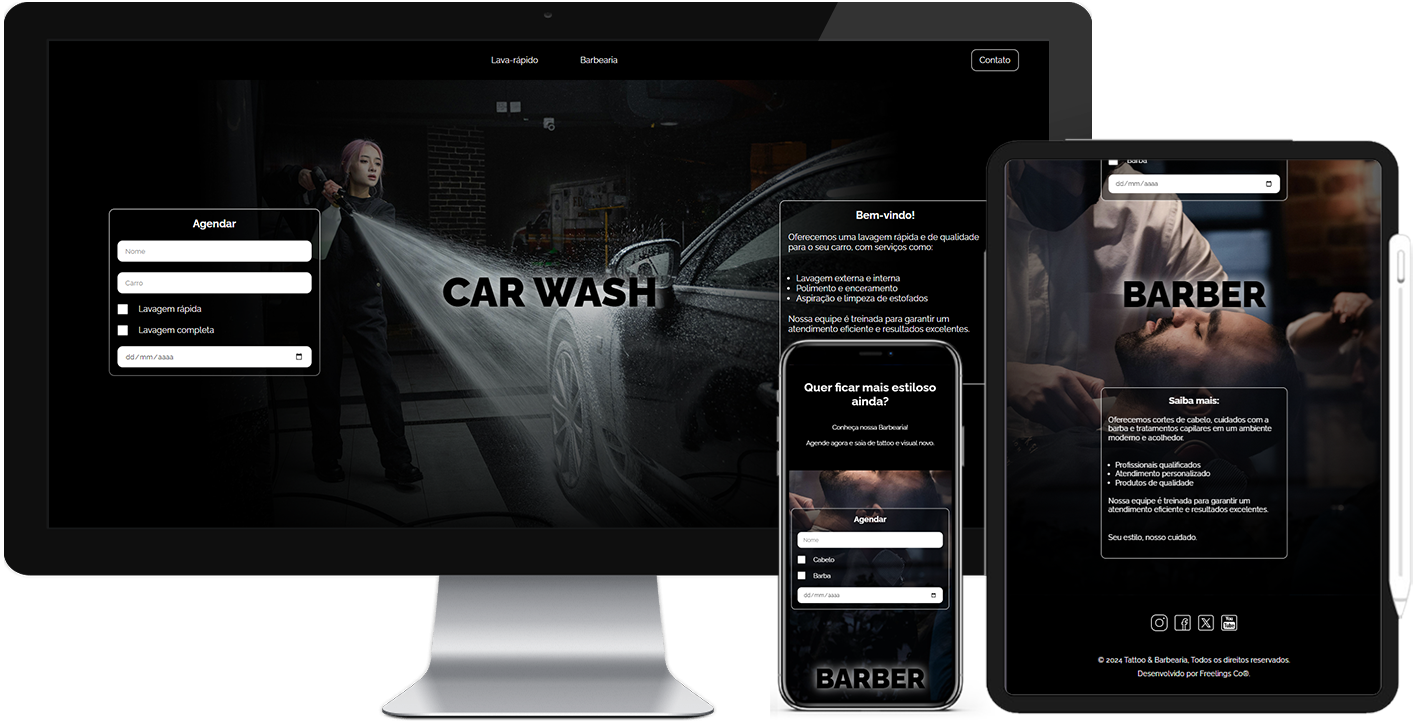 Lava-rápido
Barbearia
Contato
Agendar
Nome
Carro
Lavagem rápida
Lavagem completa
dd/mm/aaaa
CAR WASH
Bem-vindo!
Oferecemos uma lavagem rápida e de qualidade
para o seu carro, com serviços como:
• Lavagem externa e interna
• Polimento e enceramento
• Aspiração e limpeza de estofados
Nossa equipe é treinada para garantir um
atendimento eficiente e resultados excelentes.
Quer ficar mais estiloso
ainda?
Conheça nossa Barbearia!
Agende agora e saia de tattoo e visual novo.
Agendar
Nome
Cabelo
Barba
dd/mm/aaaa
BARBER
Barba
dd/mm/aaaa
BARBER
Saiba mais:
Oferecemos cortes de cabelo, cuidados com a
barba e tratamentos capilares em um ambiente
moderno e acolhedor.
• Profissionais qualificados
• Atendimento personalizado
• Produtos de qualidade
Nossa equipe é treinada para garantir um
atendimento eficiente e resultados excelentes.
Seu estilo, nosso cuidado.
You
Tube
© 2024 Tattoo & Barbearia, Todos os direitos reservados.
Desenvolvido por Freelings Co®.